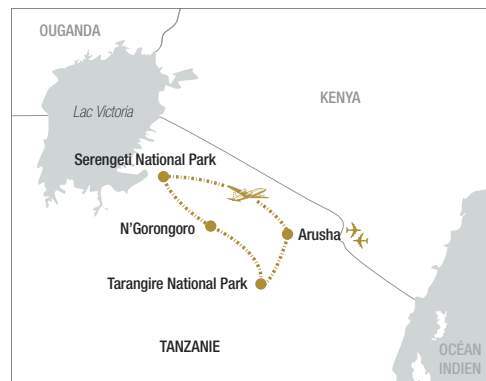 OUGANDA
KENYA
Lac Victoria
Serengeti National Park
N'Gorongoro
Arusha
Tarangire National Park
TANZANIE
OCÉAN
INDIEN